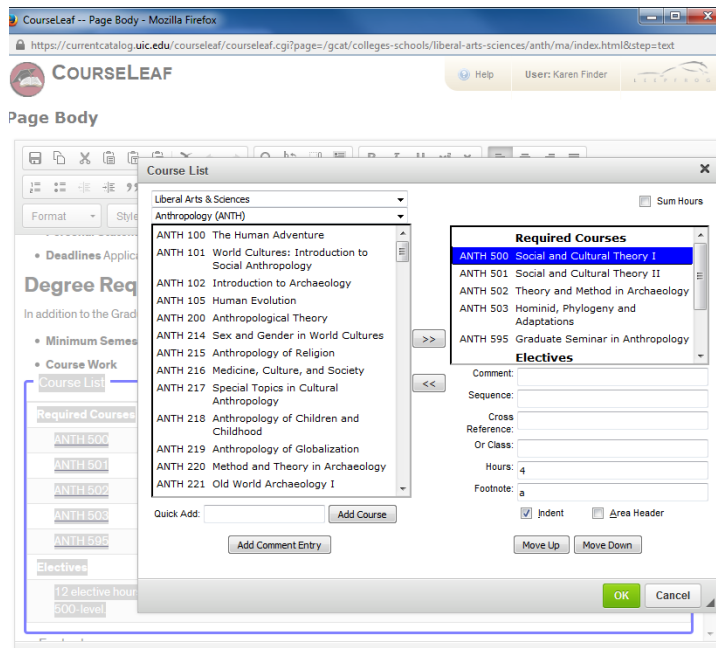 CourseLeaf -- Page Body - Mozilla Firefox
https://currentcatalog.uic.edu/courseleaf/courseleaf.cgi?page=/gcat/colleges-schools/liberal-arts-sciences/anth/ma/index.html&step=text
COURSELEAF
Help
User: Karen Finder
Page Body
Format
Style
Deadlines Applica
Degree Req
In addition to the Grad
Minimum Semes
Course Work
Course List
Required Courses
ANTH 500
ANTH 501
ANTH 502
ANTH 503
ANTH 595
Electives
12 elective hour
500-level
Course List
x
Liberal Arts & Sciences
Anthropology (ANTH)
Sum Hours
ANTH 100 The Human Adventure
ANTH 101 World Cultures: Introduction to
Social Anthropology
ANTH 102 Introduction to Archaeology
ANTH 105 Human Evolution
ANTH 200 Anthropological Theory
ANTH 214 Sex and Gender in World Cultures
ANTH 215 Anthropology of Religion
ANTH 216 Medicine, Culture, and Society
ANTH 217 Special Topics in Cultural
Anthropology
ANTH 218 Anthropology of Children and
Childhood
ANTH 219 Anthropology of Globalization
ANTH 220 Method and Theory in Archaeology
ANTH 221 Old World Archaeology I
>>
<<
Required Courses
ANTH 500 Social and Cultural Theory I
ANTH 501 Social and Cultural Theory II
ANTH 502 Theory and Method in Archaeology
ANTH 503 Hominid, Phylogeny and
Adaptations
ANTH 595 Graduate Seminar in Anthropology
Electives
Comment:
Sequence:
Cross
Reference:
Or Class:
Hours: 4
Footnote: a
Indent
Area Header
Quick Add:
Add Course
Add Comment Entry
Move Up
Move Down
OK
Cancel